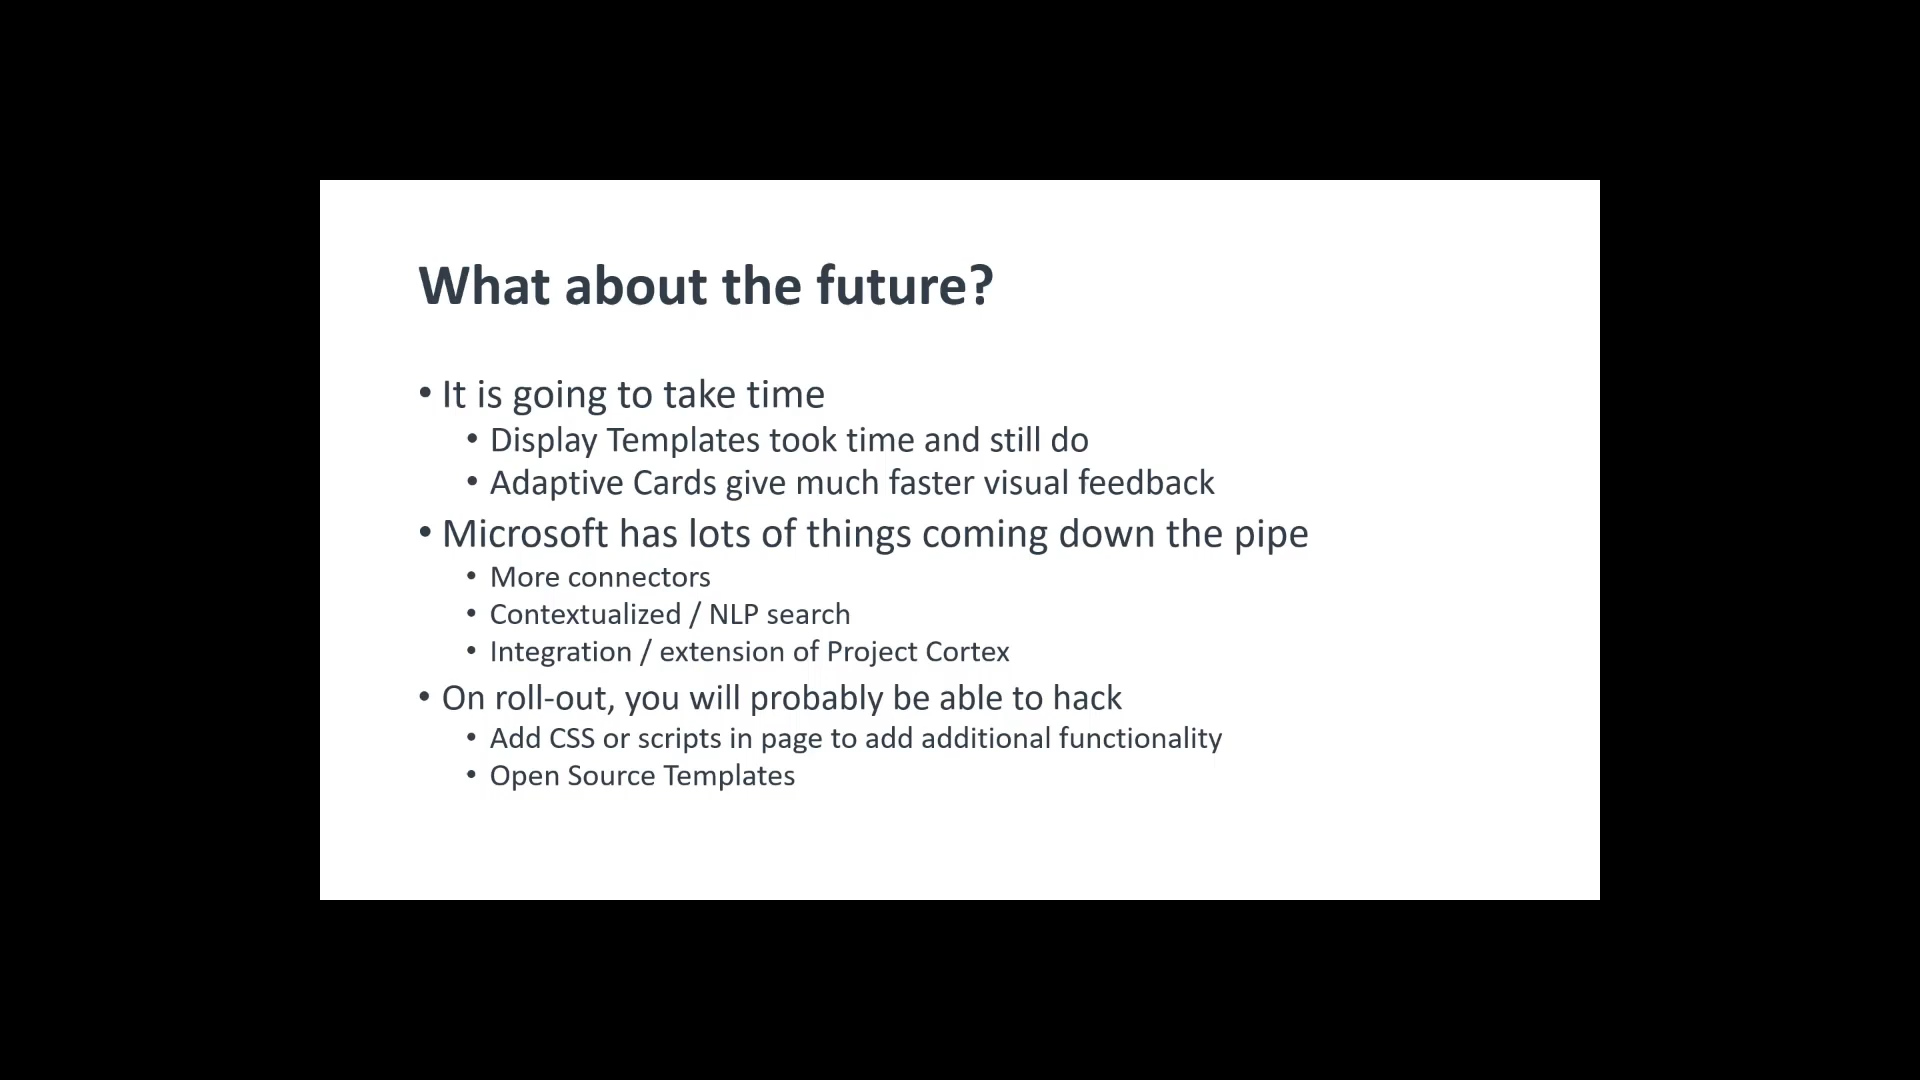 What about the future?
• It is going to take time
• Display Templates took time and still do
• Adaptive Cards give much faster visual feedback
• Microsoft has lots of things coming down the pipe
• More connectors
• Contextualized / NLP search
• Integration / extension of Project Cortex
• On roll-out, you will probably be able to hack
• Add CSS or scripts in page to add additional functionality
• Open Source Templates